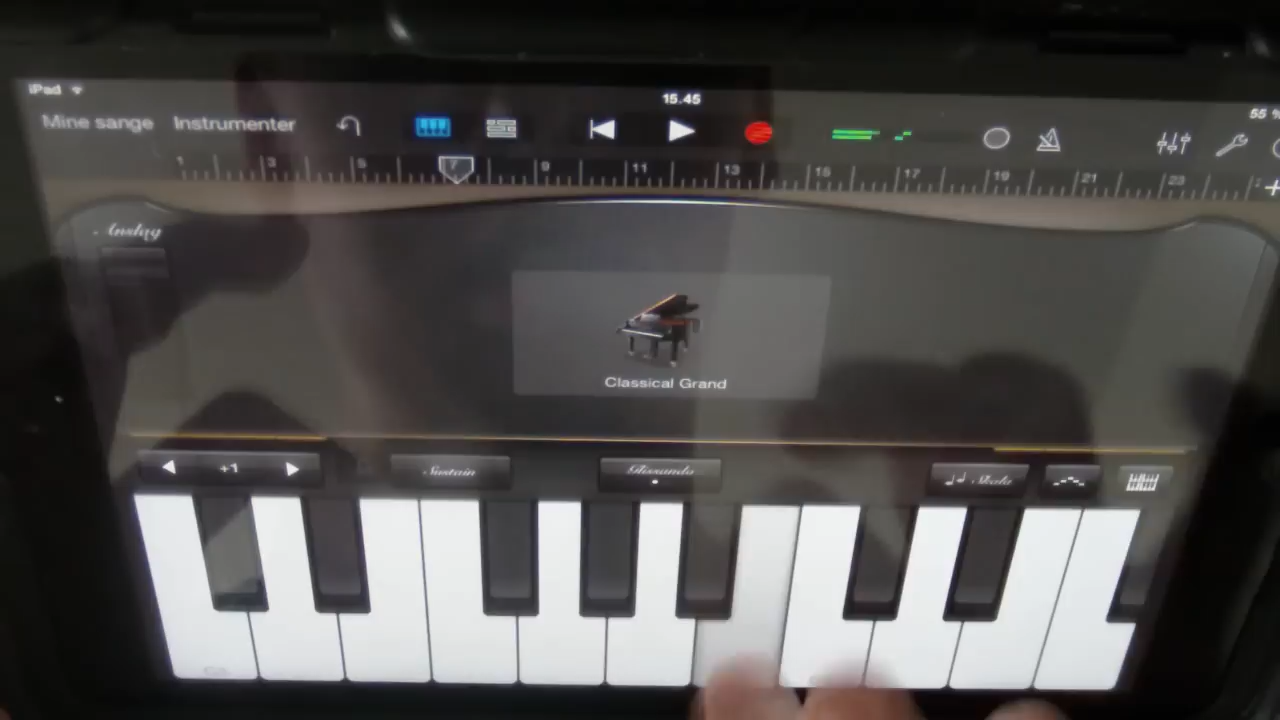 iPad
15.45
55 %
Mine sange Instrumenter
1 3 5 7 9 11 13 15 17 19 21 23
Anslag
Classical Grand
+1 Sustain Glissando Skala